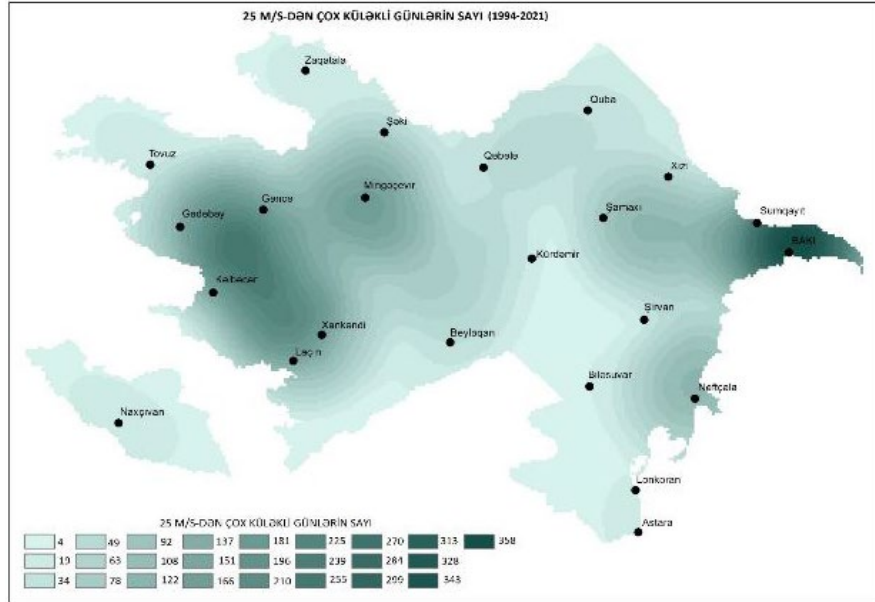 25 M/S-DƏN ÇOX KÜLƏKLİ GÜNLƏRİN SAYI (1994-2021)
Zaqatala
Quba
Şəki
Tovuz
Qəbələ
Xızı
Mingəçevir
Gəncə
Şamaxı
Gədəbəy
Sumqayıt
BAKI
Kürdəmir
Kəlbəcər
Şirvan
Xankəndi
Beyləqan
Laçın
Biləsuvar
Neftçala
Naxçıvan
Lənkəran
Astara
25 M/S-DƏN ÇOX KÜLƏKLİ GÜNLƏRİN SAYI
4 49 92 137 181 225 270 313 358
19 63 108 151 196 239 284 328
34 78 122 166 210 255 299 343